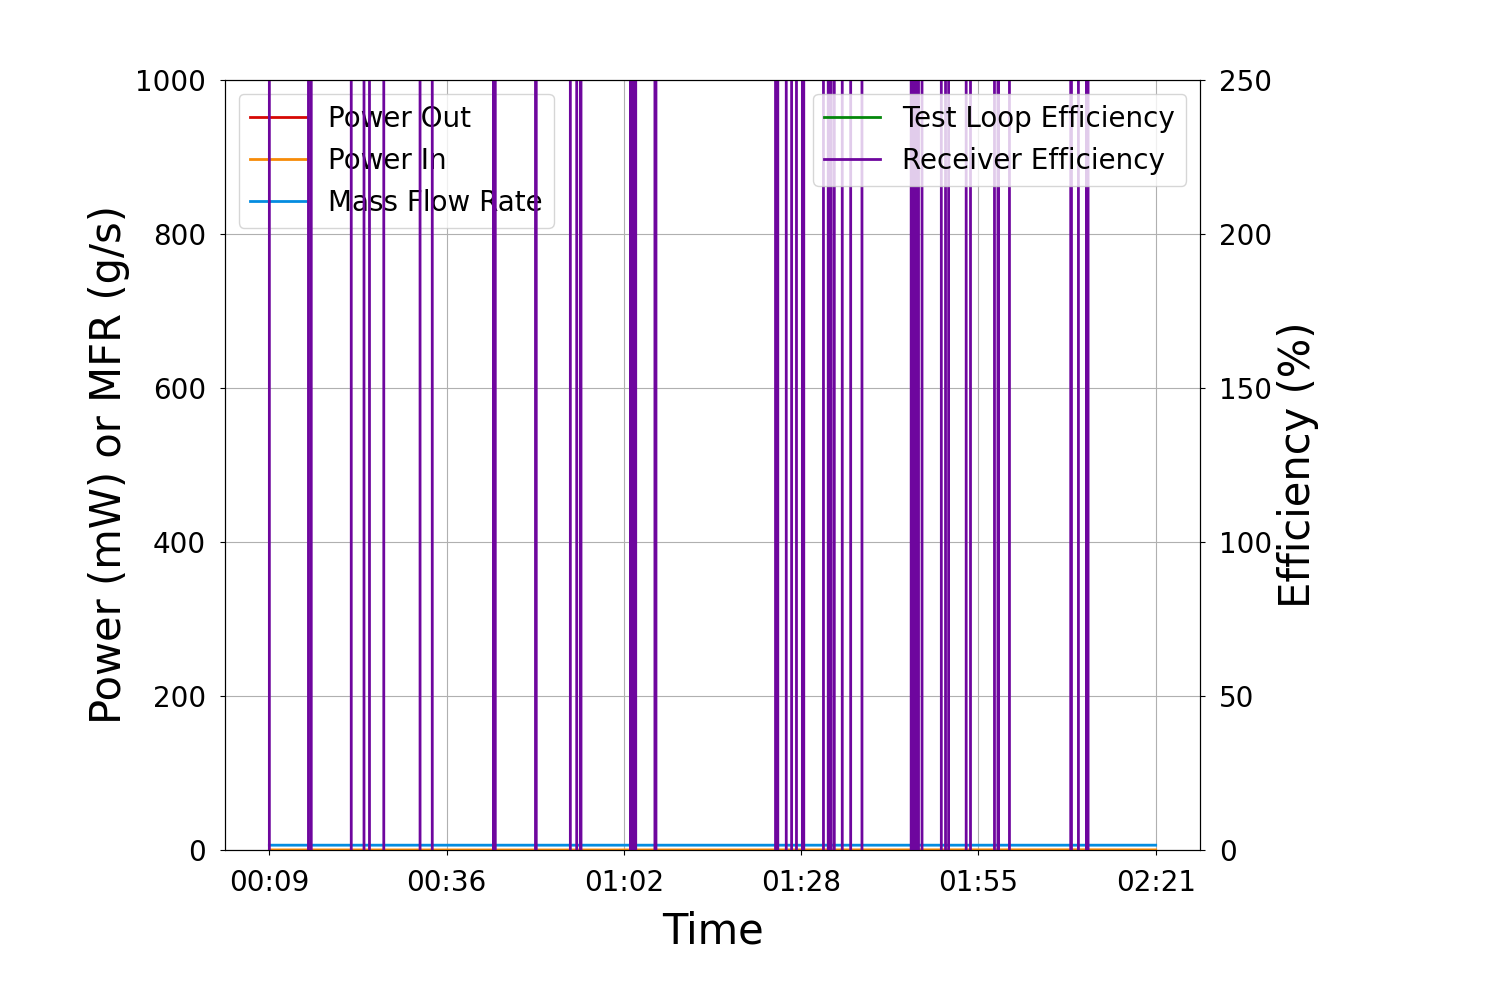 1000
800
600
400
200
0
Power (mW) or MFR (g/s)
Power Out
Power In
Mass Flow Rate
Test Loop Efficiency
Receiver Efficiency
250
200
150
100
50
0
Efficiency (%)
00:09 00:36 01:02 01:28 01:55 02:21
Time